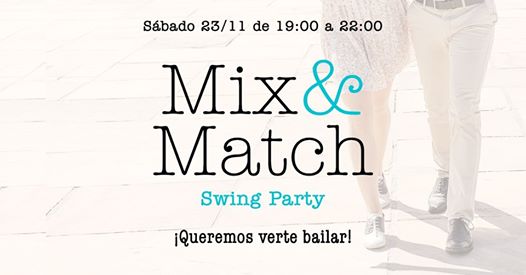 Sábado 23/11 de 19:00 a 22:00
Mix&
Match
Swing Party
¡Queremos verte bailar!